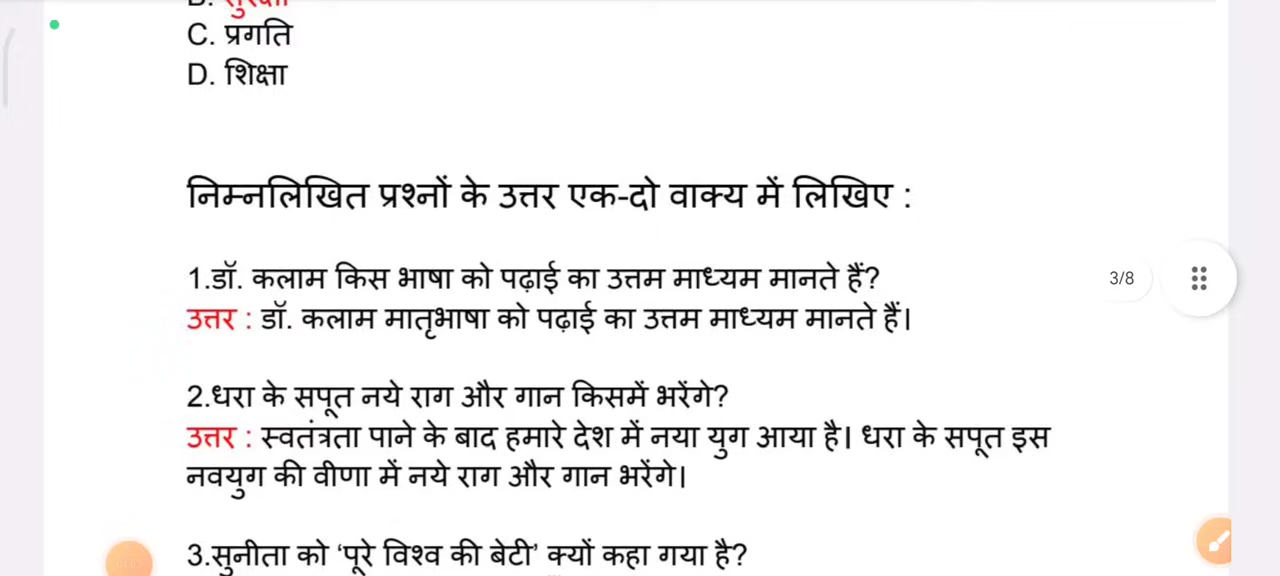 B. सुरक्षा
C. प्रगति
D. शिक्षा
निम्नलिखित प्रश्नों के उत्तर एक-दो वाक्य में लिखिए :
1.डॉ. कलाम किस भाषा को पढ़ाई का उत्तम माध्यम मानते हैं?
3/8
उत्तर : डॉ. कलाम मातृभाषा को पढ़ाई का उत्तम माध्यम मानते हैं।
2.धरा के सपूत नये राग और गान किसमें भरेंगे?
उत्तर : स्वतंत्रता पाने के बाद हमारे देश में नया युग आया है। धरा के सपूत इस
नवयुग की वीणा में नये राग और गान भरेंगे।
3.सुनीता को ‘पूरे विश्व की बेटी’ क्यों कहा गया है?